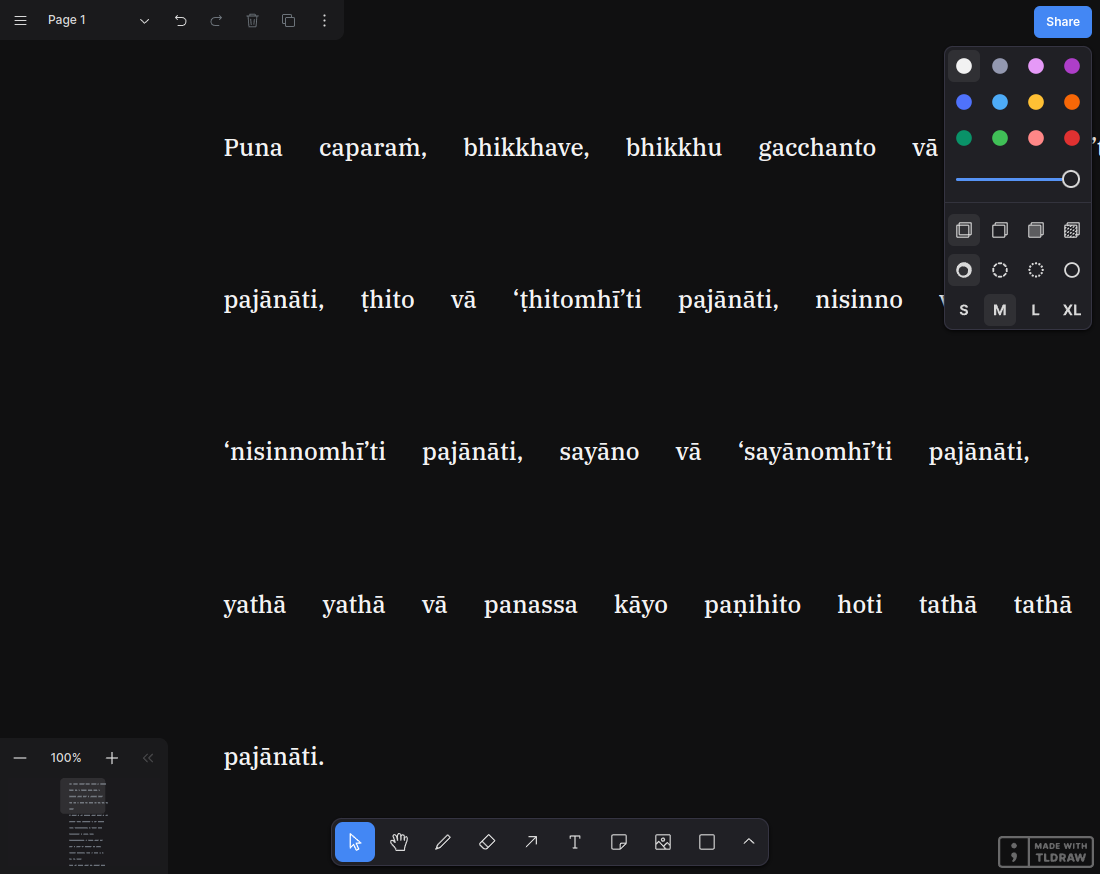 Page 1
Share
Puna caparaṁ, bhikkhave, bhikkhu gacchanto vā
pajānāti, ṭhito vā ‘ṭhitomhī’ti pajānāti, nisinno
S M L XL
‘nisinnomhī’ti pajānāti, sayāno vā ‘sayānomhī’ti pajānāti,
yathā yathā vā panassa kāyo paṇihito hoti tathā tathā
pajānāti.
100%
MADE WITH
TLDRAW